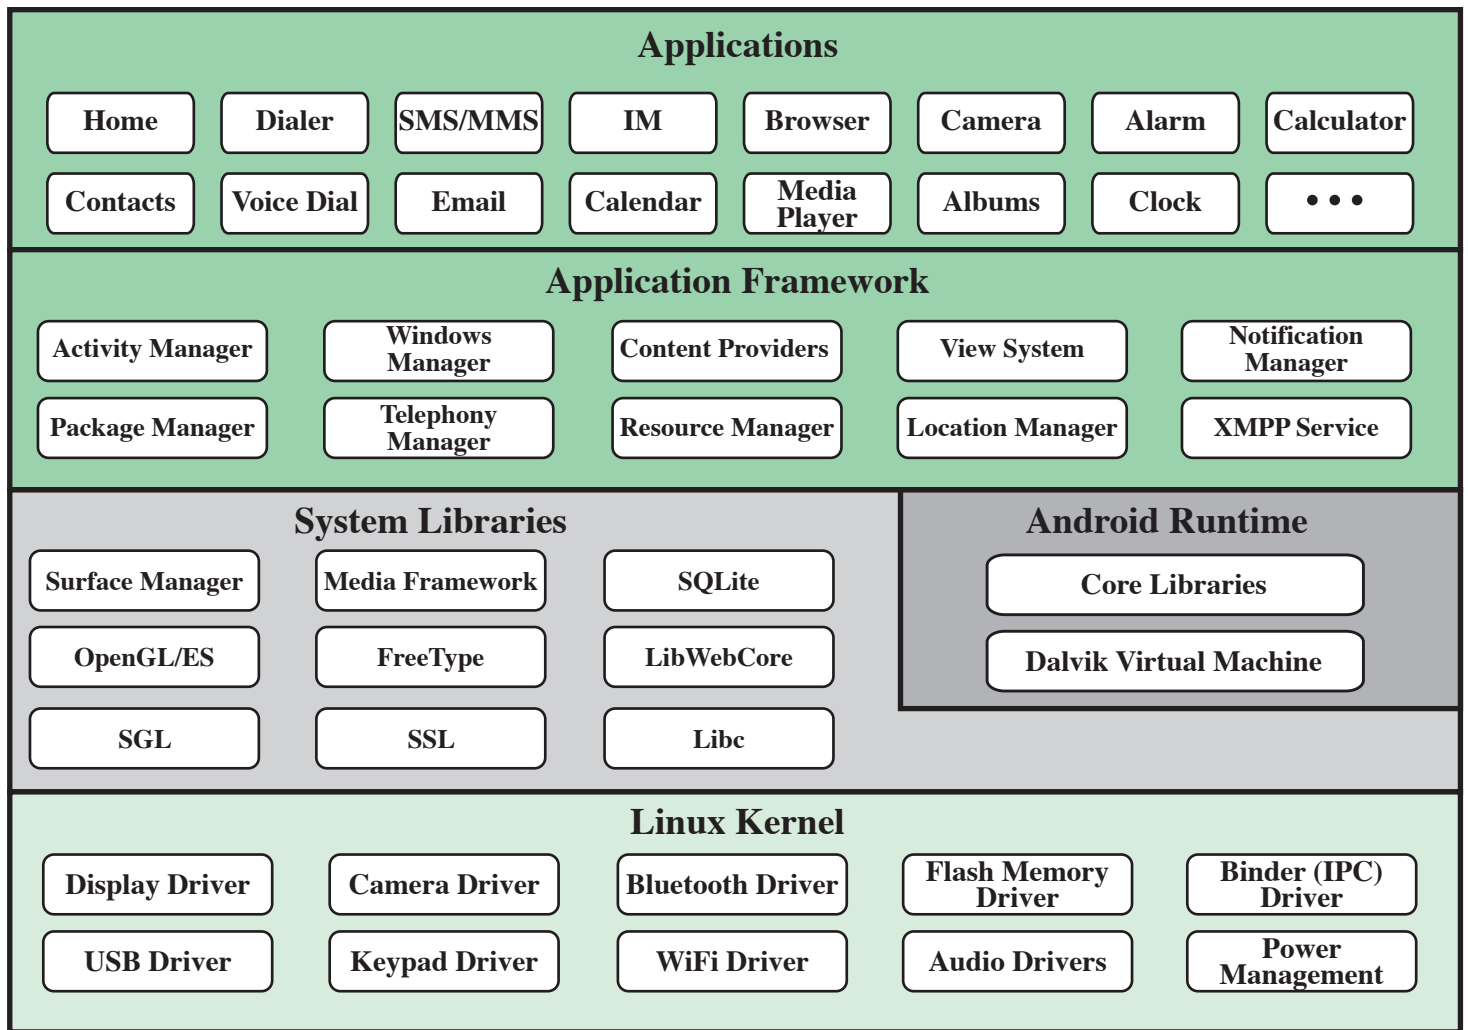 Applications
Home
Dialer
SMS/MMS
IM
Browser
Camera
Alarm
Calculator
Contacts
Voice Dial
Email
Calendar
Media
Player
Albums
Clock
•••
Application Framework
Activity Manager
Windows
Manager
Content Providers
View System
Notification
Manager
Package Manager
Telephony
Manager
Resource Manager
Location Manager
XMPP Service
System Libraries
Surface Manager
Media Framework
SQLite
OpenGL/ES
FreeType
LibWebCore
SGL
SSL
Libc
Android Runtime
Core Libraries
Dalvik Virtual Machine
Linux Kernel
Display Driver
Camera Driver
Bluetooth Driver
Flash Memory
Driver
Binder (IPC)
Driver
USB Driver
Keypad Driver
WiFi Driver
Audio Drivers
Power
Management